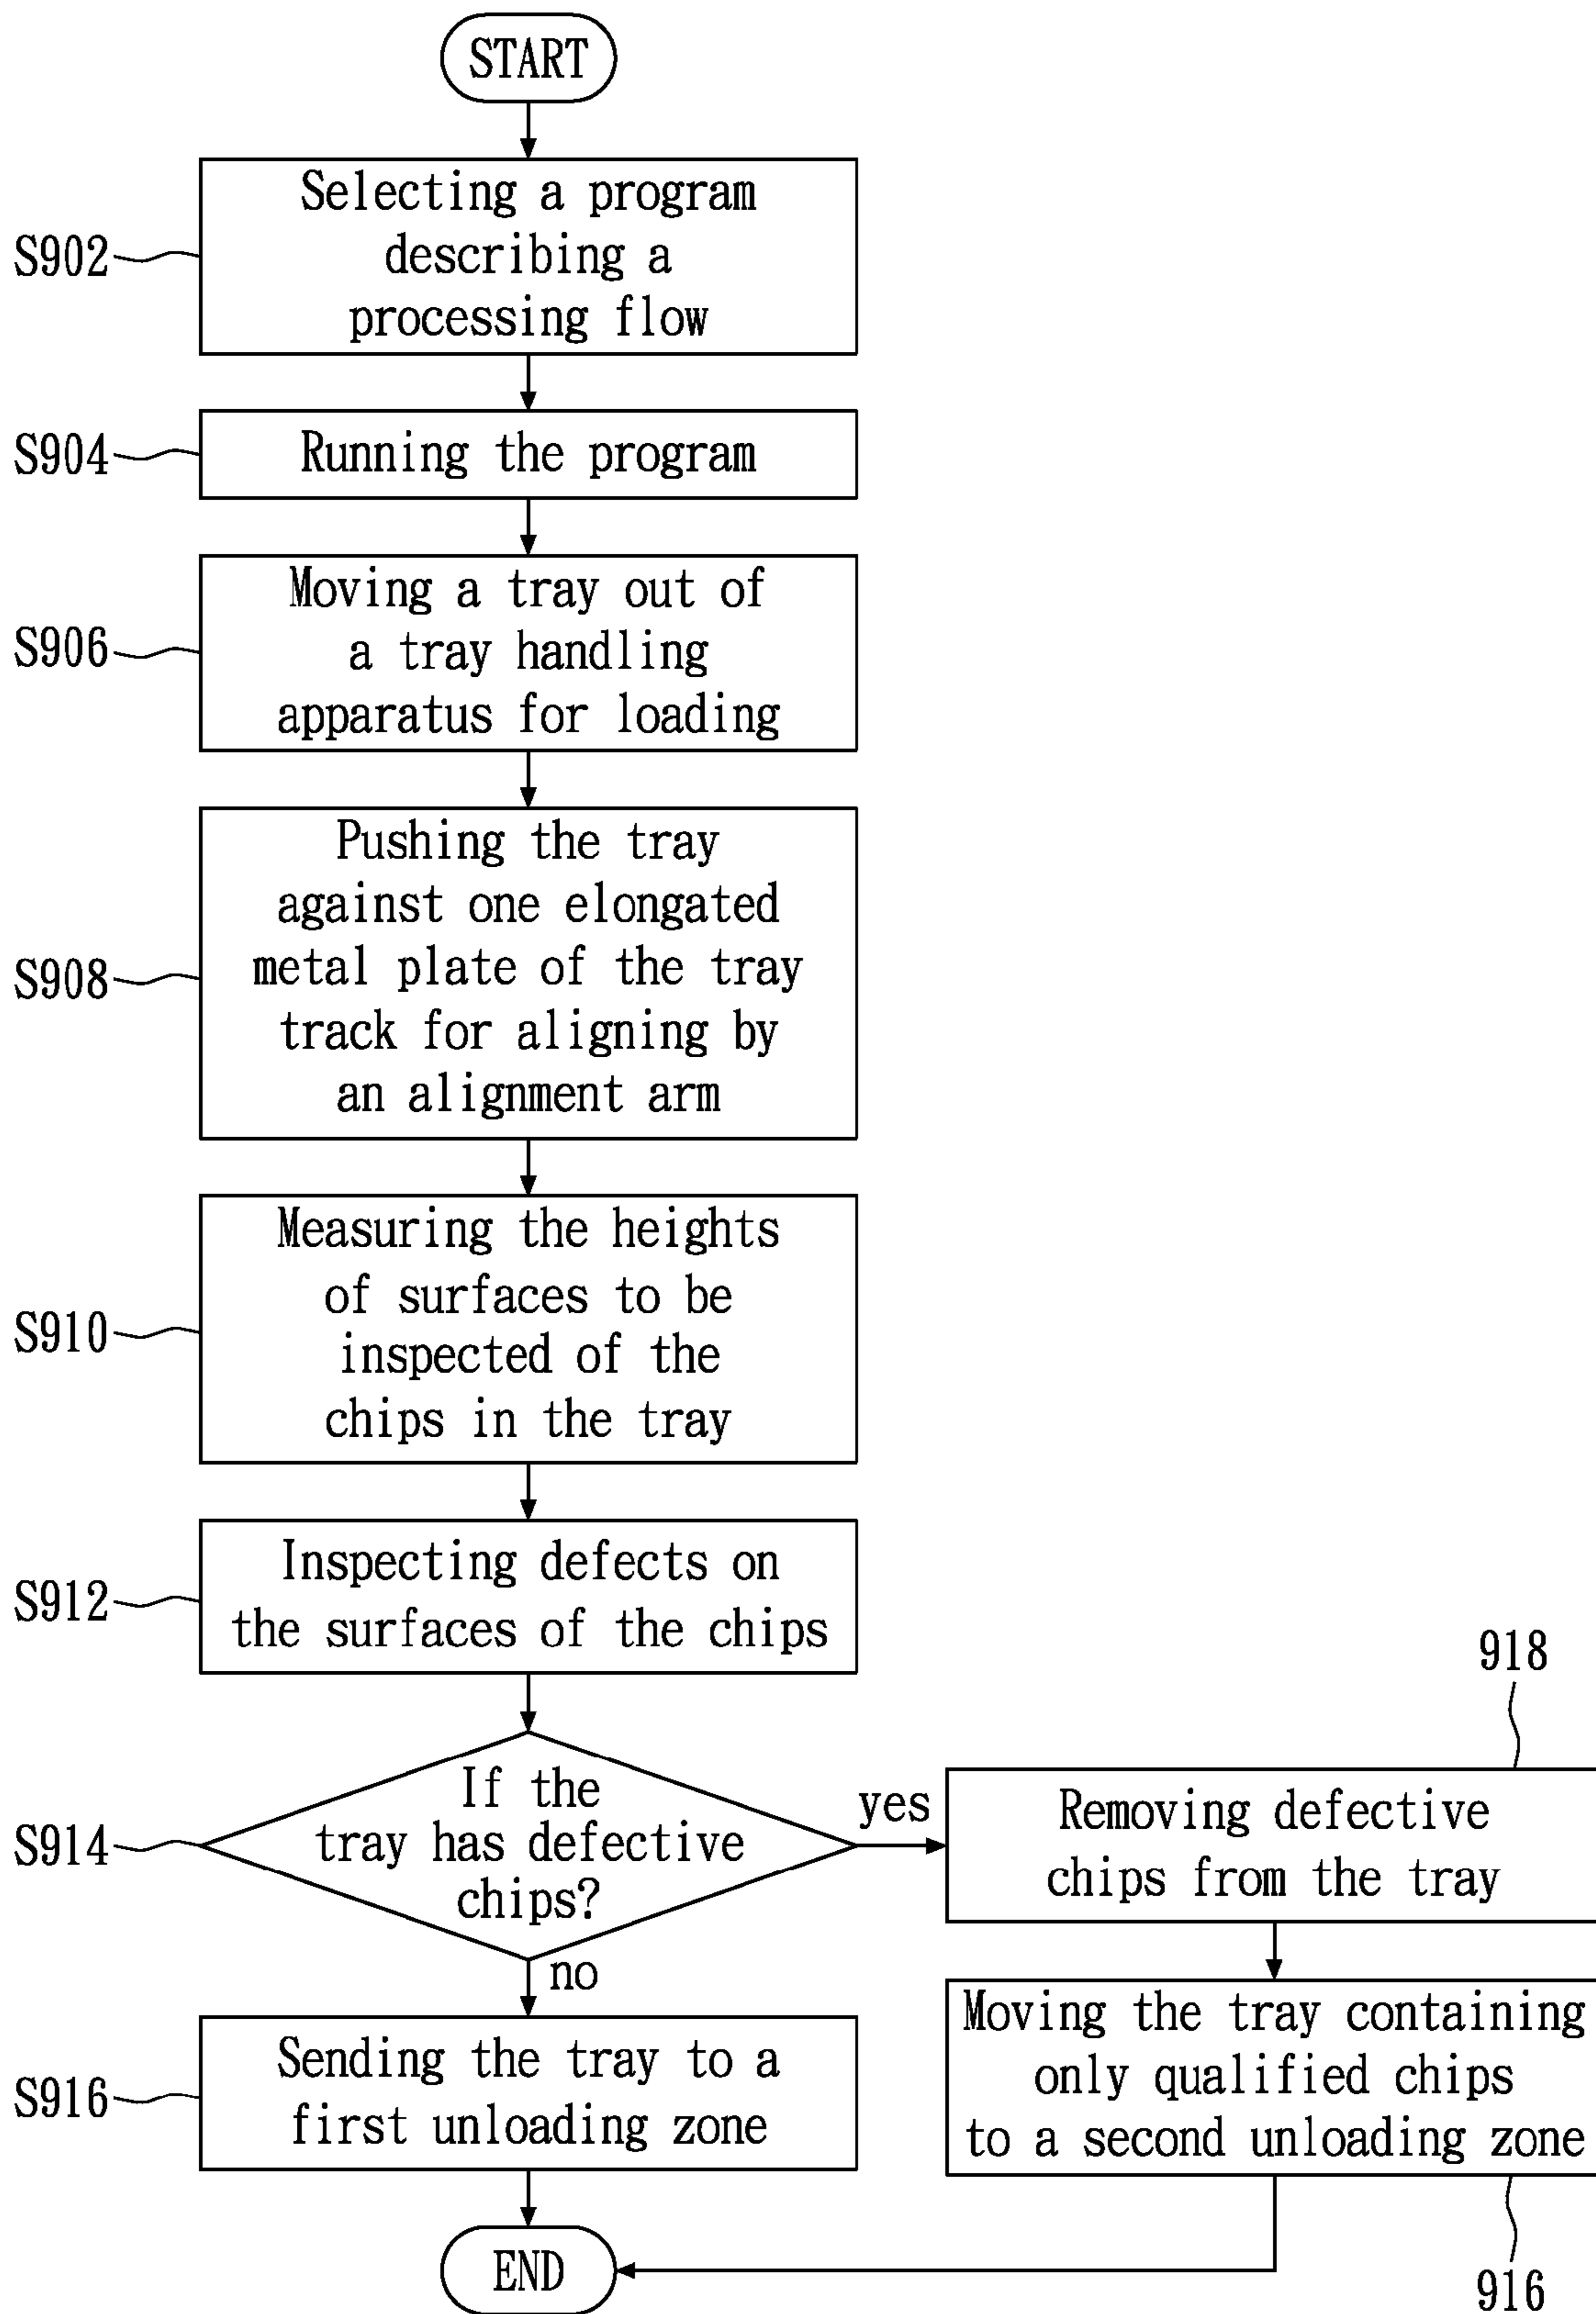 START
S902
Selecting a program
describing a
processing flow
S904
Running the program
S906
Moving a tray out of
a tray handling
apparatus for loading
S908
Pushing the tray
against one elongated
metal plate of the tray
track for aligning by
an alignment arm
S910
Measuring the heights
of surfaces to be
inspected of the
chips in the tray
S912
Inspecting defects on
the surfaces of the chips
S914
If the
tray has defective
chips?
yes
918
Removing defective
chips from the tray
no
S916
Sending the tray to a
first unloading zone
Moving the tray containing
only qualified chips
to a second unloading zone
916
END